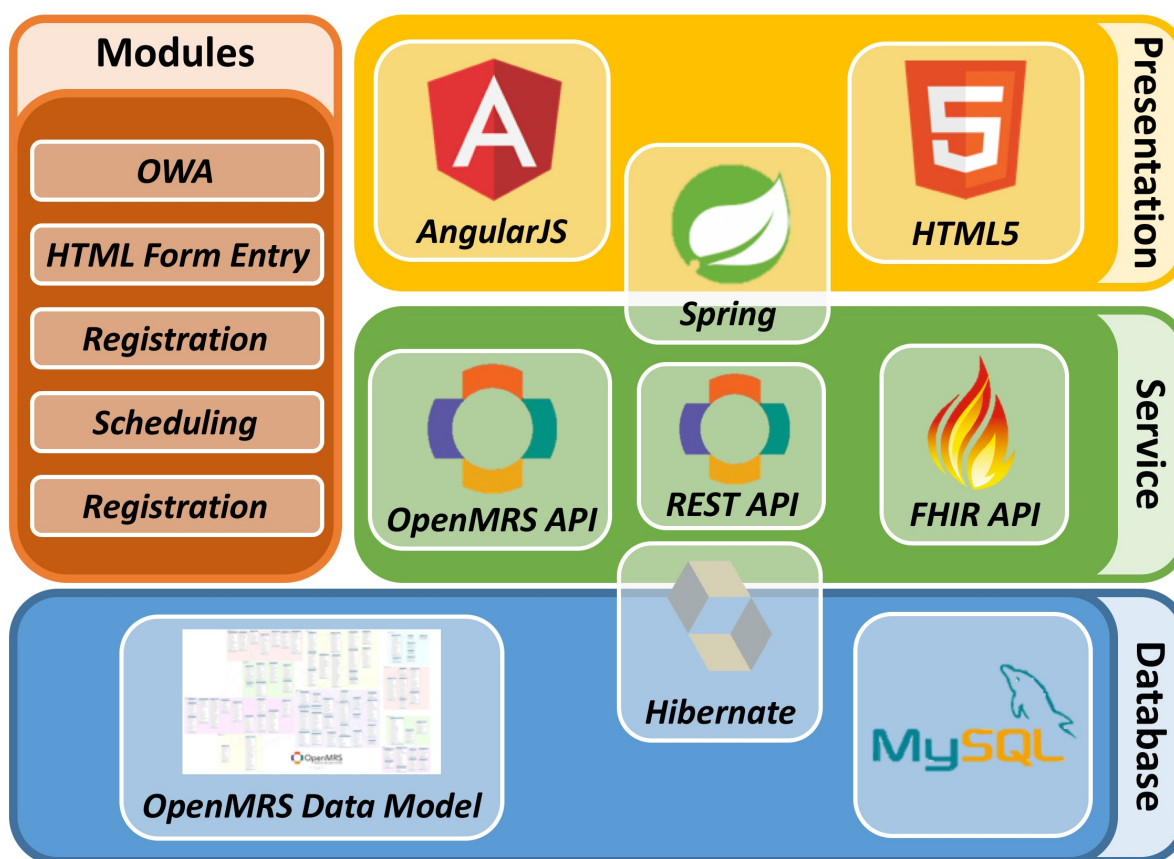 Modules
OWA
HTML Form Entry
Registration
Scheduling
Registration
Presentation
AngularJS
HTML5
Spring
Service
OpenMRS API
REST API
FHIR API
Database
OpenMRS
OpenMRS Data Model
Hibernate
MySQL